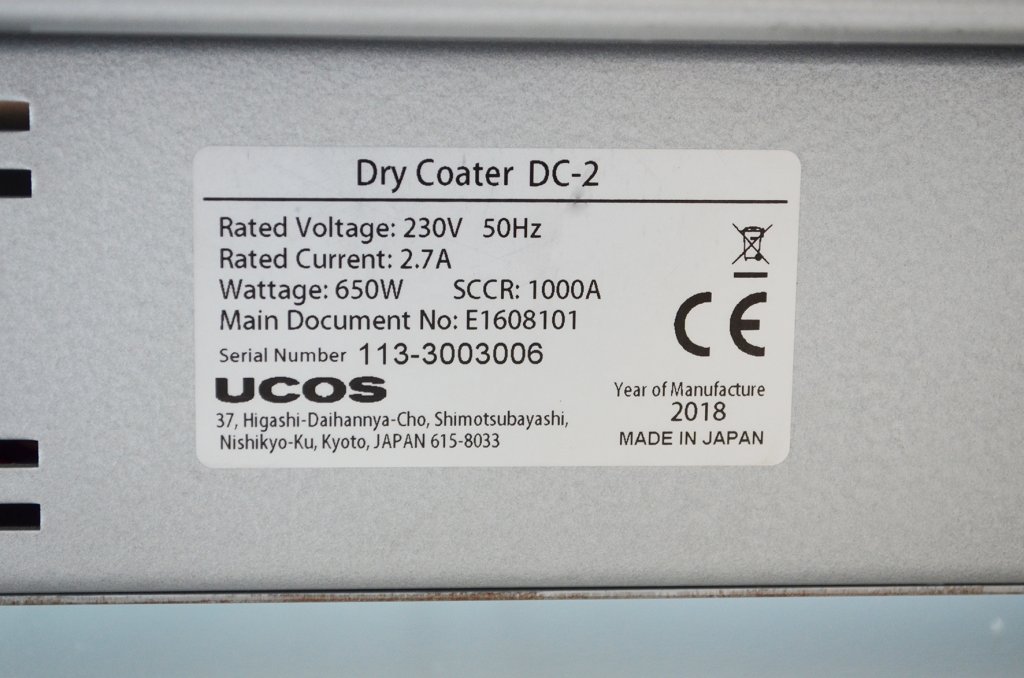 Dry Coater DC-2
Rated Voltage: 230V 50Hz
Rated Current: 2.7A
Wattage: 650W SCCR: 1000A
Main Document No: E1608101
Serial Number 113-3003006
CE
UCOS
37, Higashi-Daihannya-Cho, Shimotsubayashi,
Nishikyo-Ku, Kyoto, JAPAN 615-8033
Year of Manufacture
2018
MADE IN JAPAN